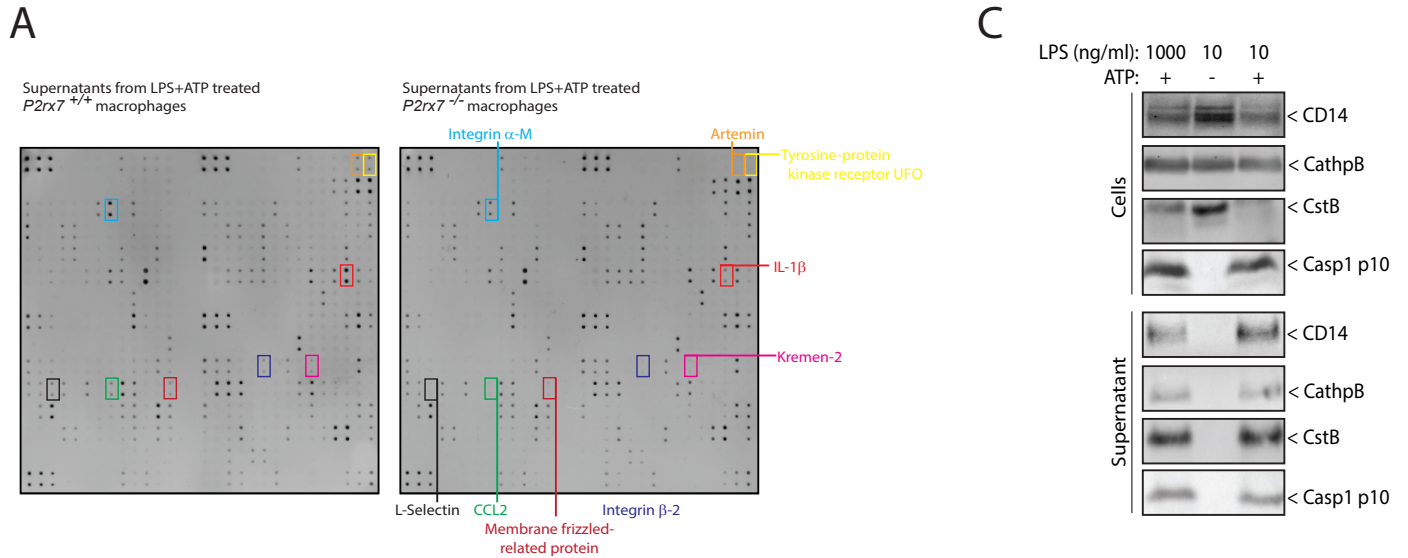 A
Supernatants from LPS+ATP treated
P2rx7 +/+ macrophages
Supernatants from LPS+ATP treated
P2rx7 -/- macrophages
Integrin α-M
Artemin
Tyrosine-protein
kinase receptor UFO
IL-1β
Kremen-2
L-Selectin
CCL2
Integrin β-2
Membrane frizzled-
related protein
C
LPS (ng/ml): 1000 10 10
ATP: + - +
Cells
< CD14
< CathpB
< CstB
< Casp1 p10
Supernatant
< CD14
< CathpB
< CstB
< Casp1 p10